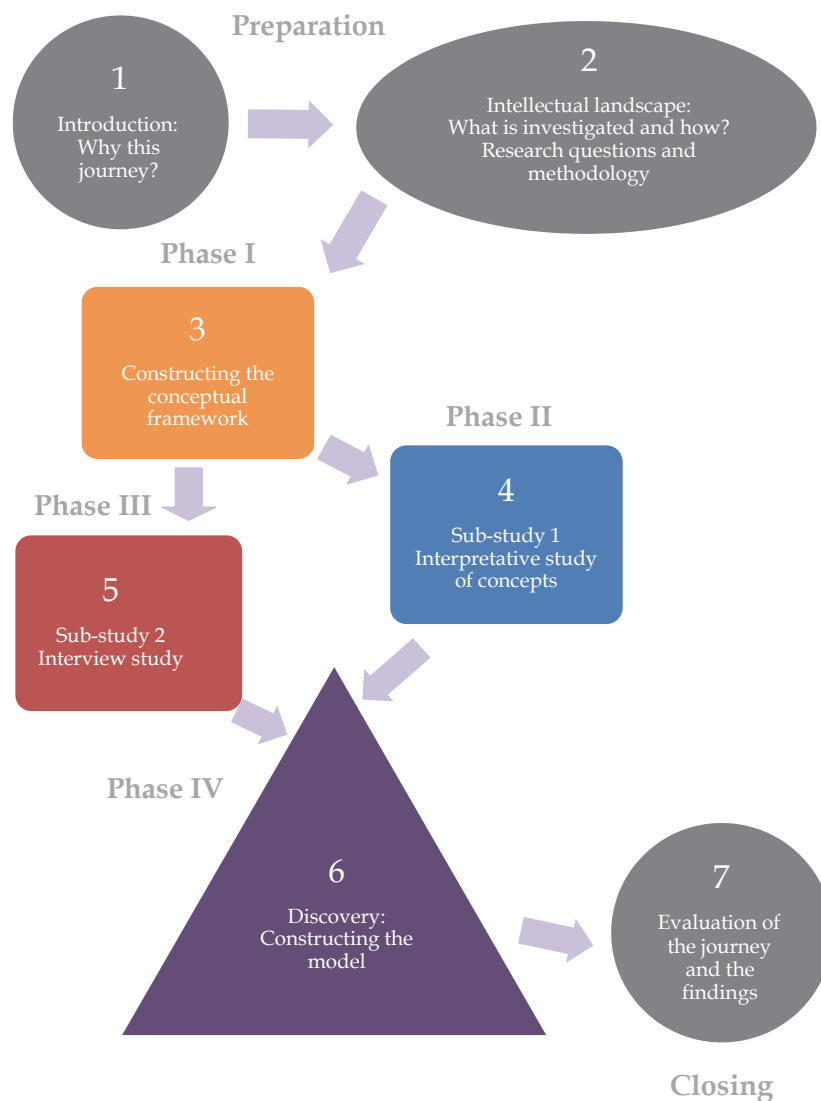 Preparation
1
Introduction:
Why this
journey?
2
Intellectual landscape:
What is investigated and how?
Research questions and
methodology
Phase I
3
Constructing the
conceptual
framework
Phase II
4
Sub-study 1
Interpretative study
of concepts
Phase III
5
Sub-study 2
Interview study
Phase IV
6
Discovery:
Constructing the
model
7
Evaluation of
the journey
and the
findings
Closing